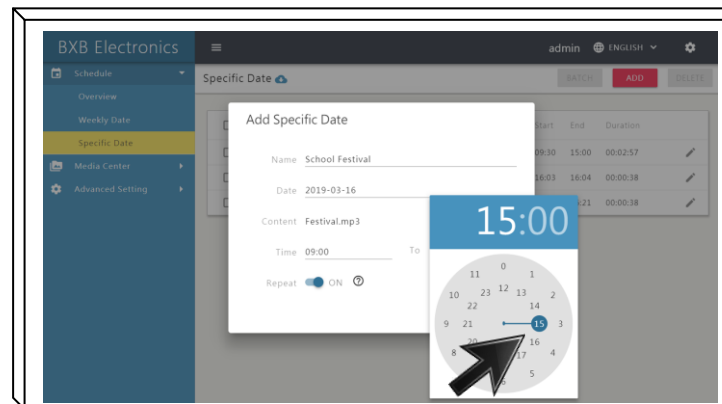 BXB Electronics
admin ENGLISH
Schedule
Specific Date
BATCH ADD DELETE
Overview
Weekly Date
Specific Date
Media Center
Advanced Setting
Start End Duration
09:30 15:00 00:02:57
16:03 16:04 00:00:38
:21 00:00:38
Add Specific Date
Name School Festival
Date 2019-03-16
Content Festival.mp3
Time 09:00 To
Repeat ON
15:00
0
11 1
23 12 13
10 2
22 14
9 21 15 3
20 16
8 17 4
5
6